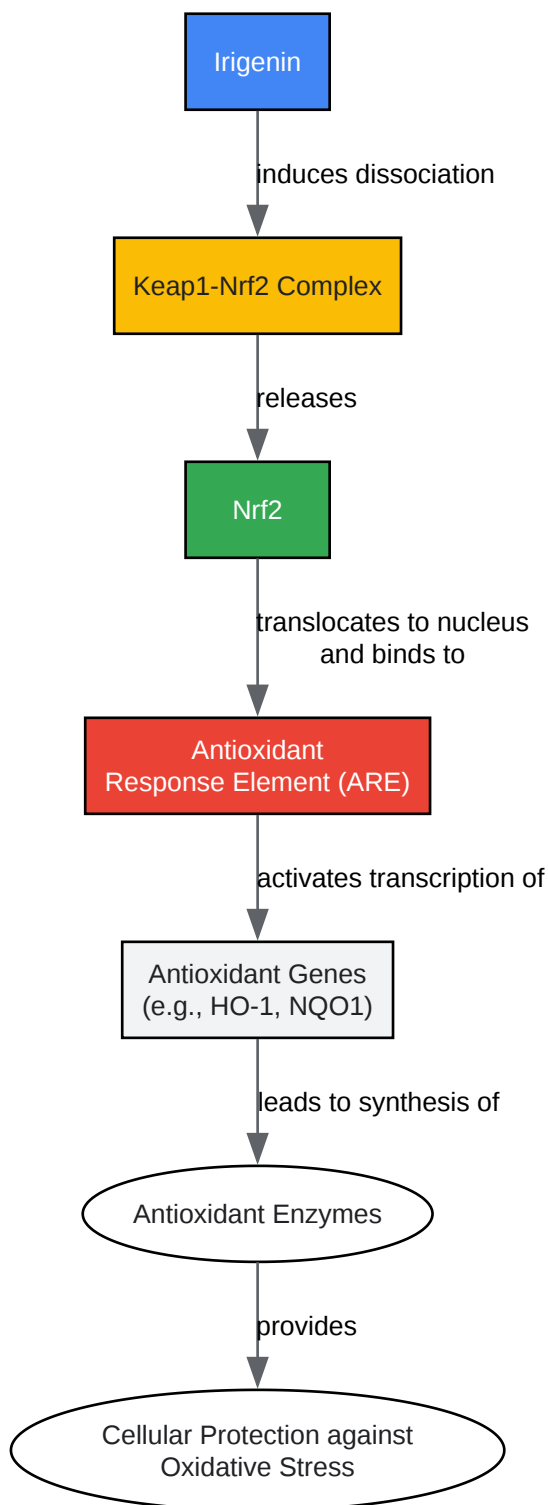 Irigenin
induces dissociation
Keap1-Nrf2 Complex
releases
Nrf2
translocates to nucleus
and binds to
Antioxidant
Response Element (ARE)
activates transcription of
Antioxidant Genes
(e.g., HO-1, NQO1)
leads to synthesis of
Antioxidant Enzymes
provides
Cellular Protection against
Oxidative Stress